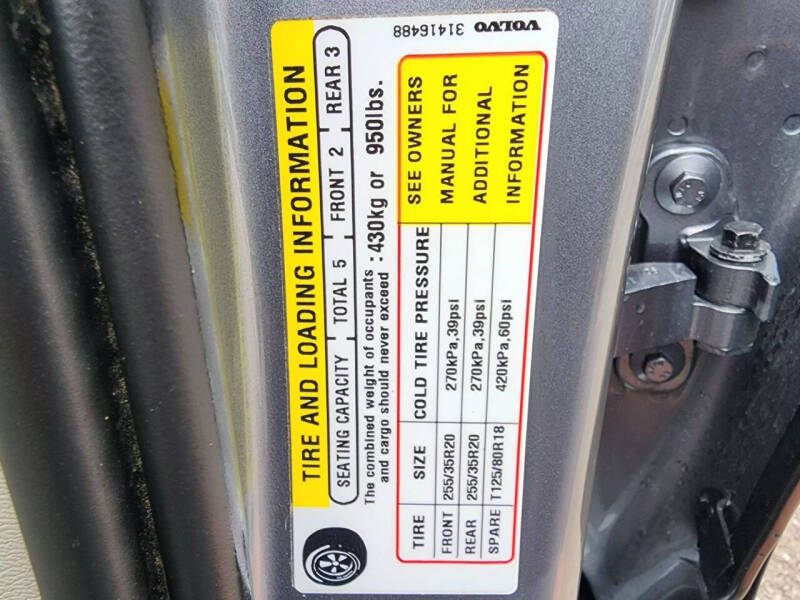 TIRE AND LOADING INFORMATION
SEATING CAPACITY TOTAL 5 FRONT 2 REAR 3
The combined weight of occupants
and cargo should never exceed : 430kg or 950lbs.
TIRE SIZE COLD TIRE PRESSURE SEE OWNERS
FRONT 255/35R20 270kPa,39psi MANUAL FOR
REAR 255/35R20 270kPa,39psi ADDITIONAL
SPARE T125/80R18 420kPa,60psi INFORMATION
VOLVO 31416488